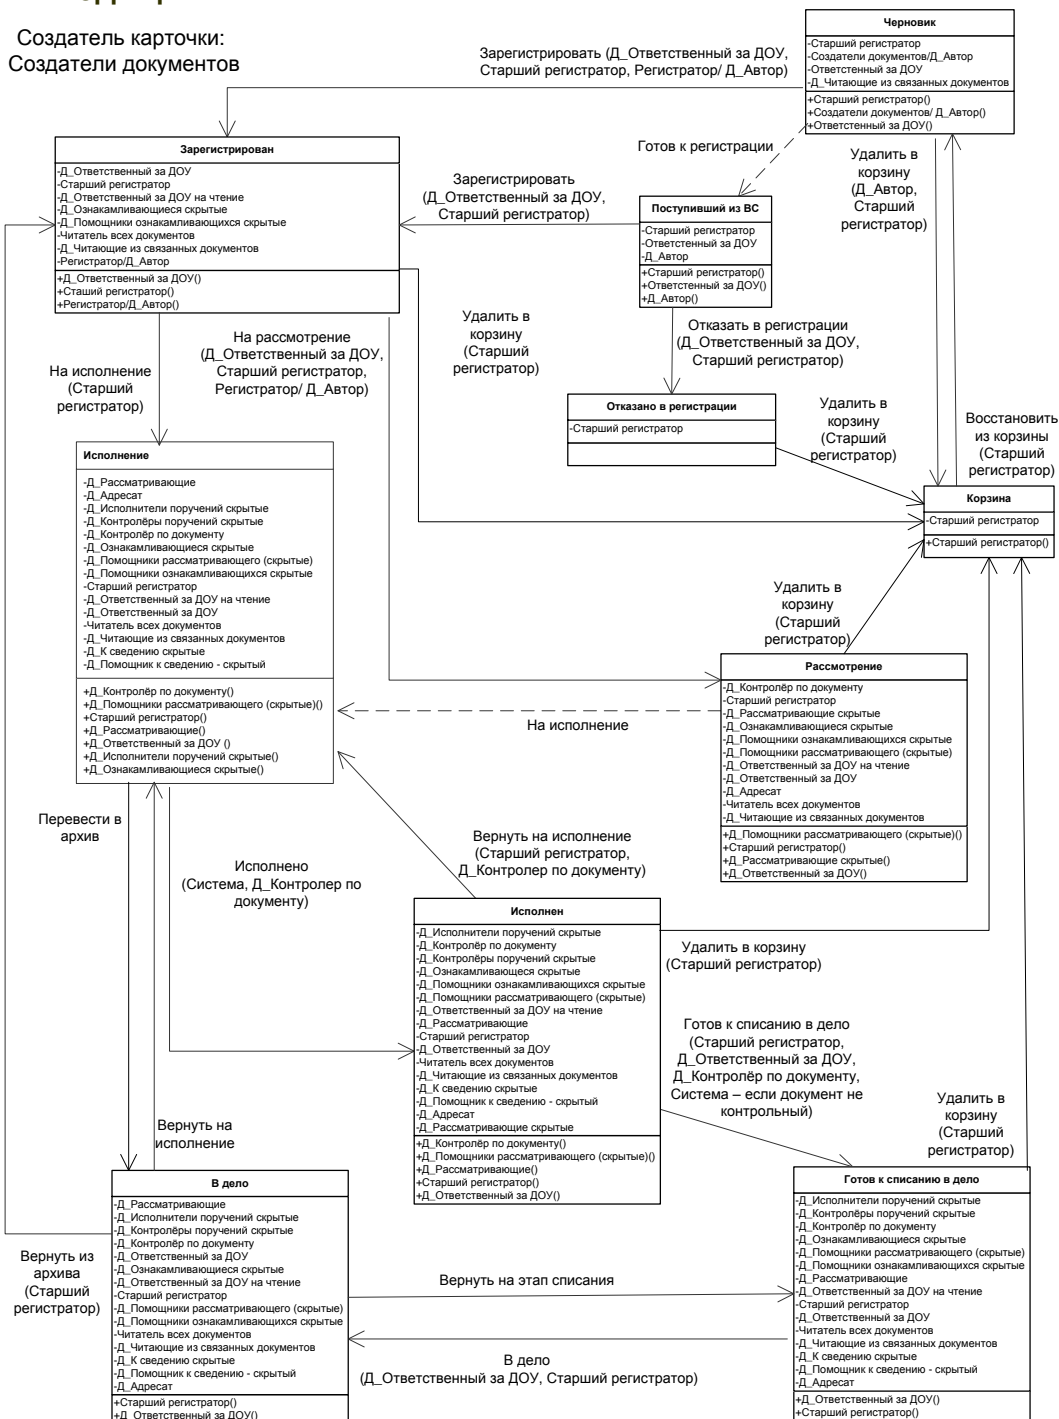 Создатель карточки:
Создатели документов
Зарегистрировать (Д_Ответственный за ДОУ,
Старший регистратор, Регистратор/ Д_Автор)
Черновик
-Старший регистратор
-Создатели документов/Д_Автор
-Ответстенный за ДОУ
-Д_Читающие из связанных документов
+Старший регистратор()
+Создатели документов/ Д_Автор()
+Ответстенный за ДОУ()
Готов к регистрации
Удалить в
корзину
(Д_Автор,
Старший
регистратор)
Зарегистрирован
-Д_Ответственный за ДОУ
-Старший регистратор
-Д_Ответственный за ДОУ на чтение
-Д_Ознакамливающиеся скрытые
-Д_Помощники ознакамливающихся скрытые
-Читатель всех документов
-Д_Читающие из связанных документов
-Регистратор/Д_Автор
+Д_Ответственный за ДОУ()
+Сташий регистратор()
+Регистратор/Д_Автор()
Зарегистрировать
(Д_Ответственный за ДОУ,
Старший регистратор)
Поступивший из ВС
-Старший регистратор
-Ответстенный за ДОУ
-Д_Автор
+Старший регистратор()
+Ответстенный за ДОУ()
+Д_Автор()
Удалить в
корзину
(Старший
регистратор)
Отказать в регистрации
(Д_Ответственный за ДОУ,
Старший регистратор)
На рассмотрение
(Д_Ответственный за ДОУ,
Старший регистратор,
Регистратор/ Д_Автор)
На исполнение
(Старший
регистратор)
Отказано в регистрации
-Старший регистратор
Удалить в
корзину
(Старший
регистратор)
Восстановить
из корзины
(Старший
регистратор)
Корзина
-Старший регистратор
+Старший регистратор()
Исполнение
-Д_Рассматривающие
-Д_Адресат
-Д_Исполнители поручений скрытые
-Д_Контролёры поручений скрытые
-Д_Контролёр по документу
-Д_Ознакамливающиеся скрытые
-Д_Помощники рассматривающего (скрытые)
-Д_Помощники ознакамливающихся скрытые
-Старший регистратор
-Д_Ответственный за ДОУ на чтение
-Д_Ответственный за ДОУ
-Читатель всех документов
-Д_Читающие из связанных документов
-Д_К сведению скрытые
-Д_Помощник к сведению - скрытый
+Д_Контролёр по документу()
+Д_Помощники рассматривающего (скрытые)()
+Старший регистратор()
+Д_Рассматривающие()
+Д_Ответственный за ДОУ ()
+Д_Исполнители поручений скрытые()
+Д_Ознакамливающиеся скрытые()
Удалить в
корзину
(Старший
регистратор)
Рассмотрение
-Д_Контролёр по документу
-Старший регистратор
-Д_Рассматривающие скрытые
-Д_Ознакамливающиеся скрытые
-Д_Помощники ознакамливающихся скрытые
-Д_Помощники рассматривающего (скрытые)
-Д_Ответственный за ДОУ на чтение
-Д_Ответственный за ДОУ
-Д_Адресат
-Читатель всех документов
-Д_Читающие из связанных документов
+Д_Помощники рассматривающего (скрытые)()
+Старший регистратор()
+Д_Рассматривающие скрытые()
+Д_Ответственный за ДОУ()
На исполнение
Перевести в
архив
Исполнено
(Система, Д_Контролер по
документу)
Вернуть на исполнение
(Старший регистратор,
Д_Контролер по документу)
Исполнен
-Д_Исполнители поручений скрытые
-Д_Контролёр по документу
-Д_Контролёры поручений скрытые
-Д_Ознакамливающеся скрытые
-Д_Помощники ознакамливающихся скрытые
-Д_Помощники рассматривающего (скрытые)
-Д_Ответственный за ДОУ на чтение
-Д_Рассматривающие
-Старший регистратор
-Д_Ответственный за ДОУ
-Читатель всех документов
-Д_Читающие из связанных документов
-Д_К сведению скрытые
-Д_Помощник к сведению - скрытый
-Д_Адресат
-Д_Рассматривающие скрытые
+Д_Контролёр по документу()
+Д_Помощники рассматривающего (скрытые)()
+Д_Рассматривающие()
+Старший регистратор()
+Д_Ответственный за ДОУ()
Удалить в корзину
(Старший регистратор)
Готов к списанию в дело
(Старший регистратор,
Д_Ответственный за ДОУ,
Д_Контролёр по документу,
Система – если документ не
контрольный)
Удалить в
корзину
(Старший
регистратор)
Вернуть на
исполнение
В дело
-Д_Рассматривающие
-Д_Исполнители поручений скрытые
-Д_Контролёры поручений скрытые
-Д_Контролёр по документу
-Д_Ответственный за ДОУ
-Д_Ознакамливающиеся скрытые
-Д_Ответственный за ДОУ на чтение
-Старший регистратор
-Д_Помощники рассматривающего (скрытые)
-Д_Помощники ознакамливающихся скрытые
-Читатель всех документов
-Д_Читающие из связанных документов
-Д_К сведению скрытые
-Д_Помощник к сведению - скрытый
-Д_Адресат
+Старший регистратор()
+Д_Ответственный за ДОУ()
Вернуть из
архива
(Старший
регистратор)
Вернуть на этап списания
В дело
(Д_Ответственный за ДОУ, Старший регистратор)
Готов к списанию в дело
-Д_Исполнители поручений скрытые
-Д_Контролёры поручений скрытые
-Д_Контролёр по документу
-Д_Ознакамливающиеся скрытые
-Д_Помощники рассматривающего (скрытые)
-Д_Помощники ознакамливающихся скрытые
-Д_Рассматривающие
-Д_Ответственный за ДОУ на чтение
-Старший регистратор
-Д_Ответственный за ДОУ
-Читатель всех документов
-Д_Читающие из связанных документов
-Д_К сведению скрытые
-Д_Помощник к сведению - скрытый
-Д_Адресат
+Д_Ответственный за ДОУ()
+Старший регистратор()